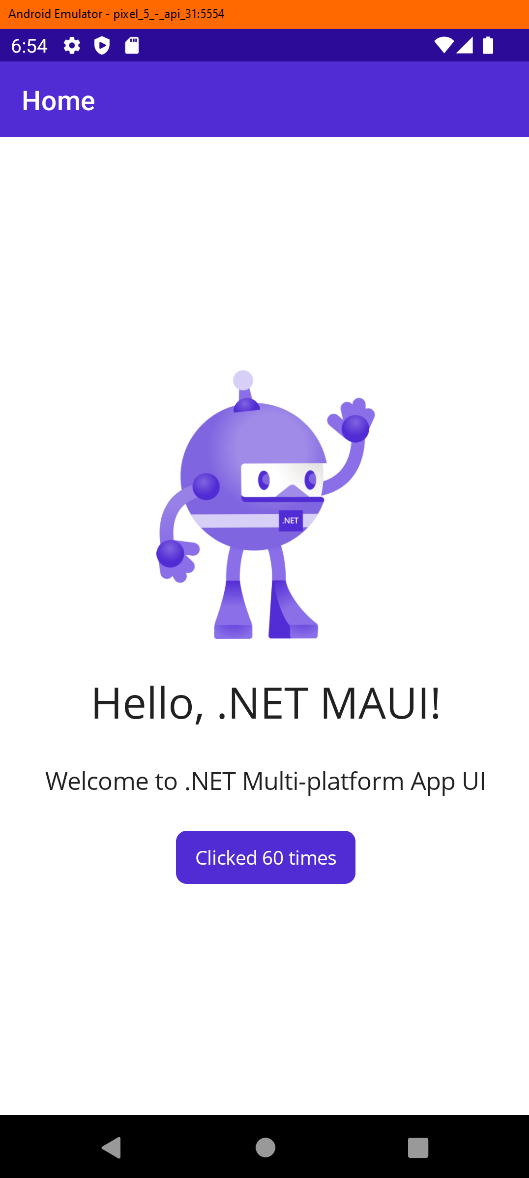 Android Emulator - pixel_5_-_api_31:5554
6:54
Home
.NET
Hello, .NET MAUI!
Welcome to .NET Multi-platform App UI
Clicked 60 times